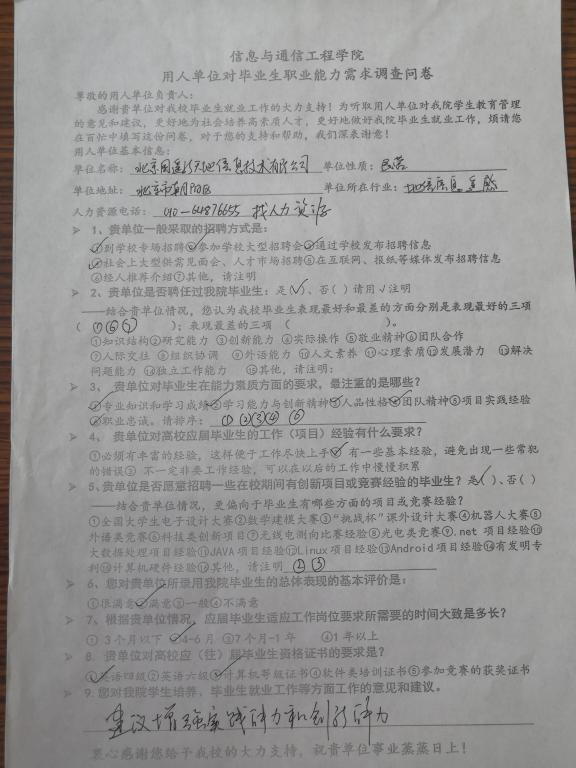 信息与通信工程学院
用人单位对毕业生职业能力需求调查问卷
尊敬的用人单位负责人：
感谢贵单位对我校毕业生就业工作的大力支持！为听取用人单位对我院学生教育管理
的意见和建议，更好地为社会培养高素质人才，更好地做好我院毕业生就业工作，烦请您
在百忙中填写这份问卷，对于您的支持和帮助，我们深表谢意！
用人单位基本信息：
单位名称：北京国遥新天地信息技术有限公司 单位性质：民营
单位地址：北京市朝阳区 单位所在行业：地信信息遥感
人力资源电话：010-64876655 找人力资源
➢ 1、贵单位一般采取的招聘方式是：
①到学校专场招聘②参加学校大型招聘会③通过学校发布招聘信息
④社会上大型供需见面会、人才市场招聘⑤在互联网、报纸等媒体发布招聘信息
⑥经人推荐介绍⑦其他，请注明
➢ 2、贵单位是否聘任过我院毕业生：是（√）、否（）请用√注明
——结合贵单位情况，您认为我校毕业生表现最好和最差的方面分别是表现最好的三项
（ ①⑥⑦ ）；表现最差的三项 （ ）。
①知识结构②研究能力 ③创新能力 ④实际操作 ⑤敬业精神⑥团队合作
⑦人际交往 ⑧组织协调 ⑨外语能力 ⑩人文素养 ⑪心理素质⑫发展潜力 ⑬解决
问题能力 ⑭独立工作能力 ⑮其他，请注明：
➢ 3、 贵单位对毕业生在能力素质方面的要求，最注重的是哪些？
①专业知识和学习成绩②学习能力与创新精神③人品性格④团队精神⑤项目实践经验
⑥职业忠诚。请排序： ①②③④ ⑥
➢ 4、 贵单位对高校应届毕业生的工作（项目）经验有什么要求？
①必须有丰富的经验，这样便于工作尽快上手② 有一些基本经验，避免出现一些常犯
的错误③ 不一定非要工作经验，可以在以后的工作中慢慢积累
➢ 5、贵单位是否愿意招聘一些在校期间有创新项目或竞赛经验的毕业生？是（√）、否（）
——结合贵单位情况，更偏向于毕业生有哪些方面的项目或竞赛经验？
①全国大学生电子设计大赛②数学建模大赛③“挑战杯”课外设计大赛④机器人大赛⑤
外语类竞赛⑥科技类创新项目⑦无线电测向比赛经验⑧光电类竞赛⑨.net 项目经验⑩
大数据处理项目经验⑪JAVA项目经验⑫Linux项目经验⑬Android项目经验⑭有发明专
利⑮计算机硬件经验⑯其他，请注明 ② ③
➢ 6、您对贵单位所录用我院毕业生的总体表现的基本评价是：
①很满意②满意③一般④不满意
➢ 7、根据贵单位情况，应届毕业生适应工作岗位要求所需要的时间大致是多长？
① 3个月以下 ②4-6月 ③7个月-1年 ④1年以上
➢ 8、贵单位对高校应（往）届毕业生资格证书的要求是？
①英语四级②英语六级③计算机等级证书④软件类培训证书⑤参加竞赛的获奖证书
➢ 9、您对我院学生培养、毕业生就业工作等方面工作的意见和建议。
建议增强实践能力和创新能力
衷心感谢您给予我校的大力支持，祝贵单位事业蒸蒸日上！